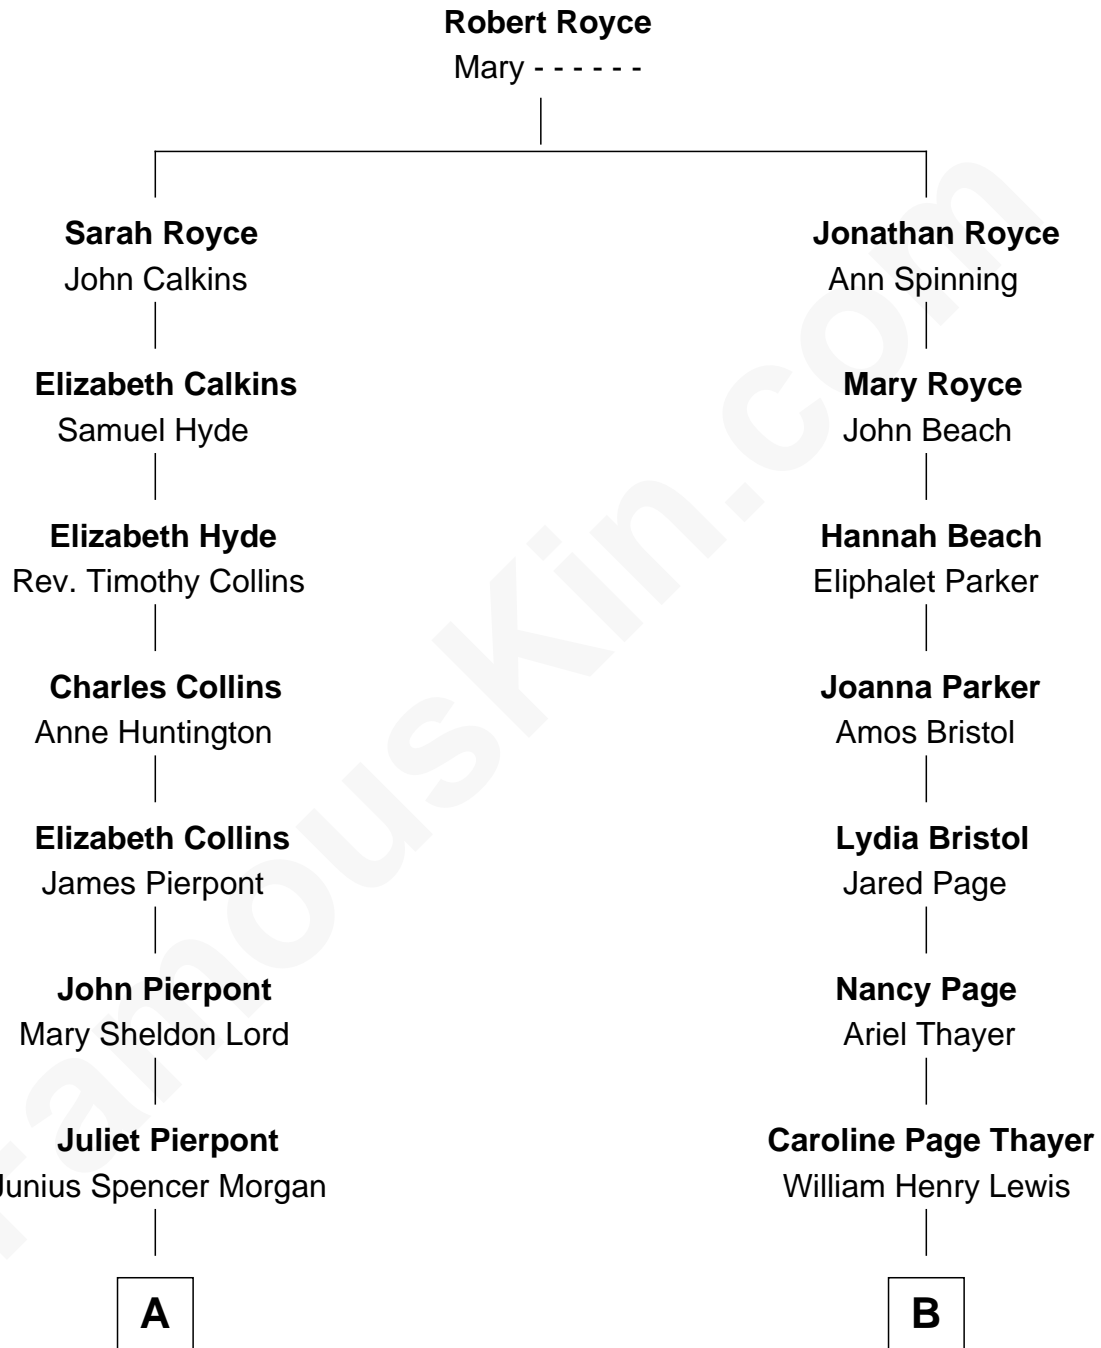 Robert Royce
Mary - - - - - -
Sarah Royce
John Calkins
Jonathan Royce
Ann Spinning
Elizabeth Calkins
Samuel Hyde
Mary Royce
John Beach
Elizabeth Hyde
Rev. Timothy Collins
Hannah Beach
Eliphalet Parker
Charles Collins
Anne Huntington
Joanna Parker
Amos Bristol
Elizabeth Collins
James Pierpont
Lydia Bristol
Jared Page
John Pierpont
Mary Sheldon Lord
Nancy Page
Ariel Thayer
Juliet Pierpont
Junius Spencer Morgan
Caroline Page Thayer
William Henry Lewis
A
B
FamousKin.com